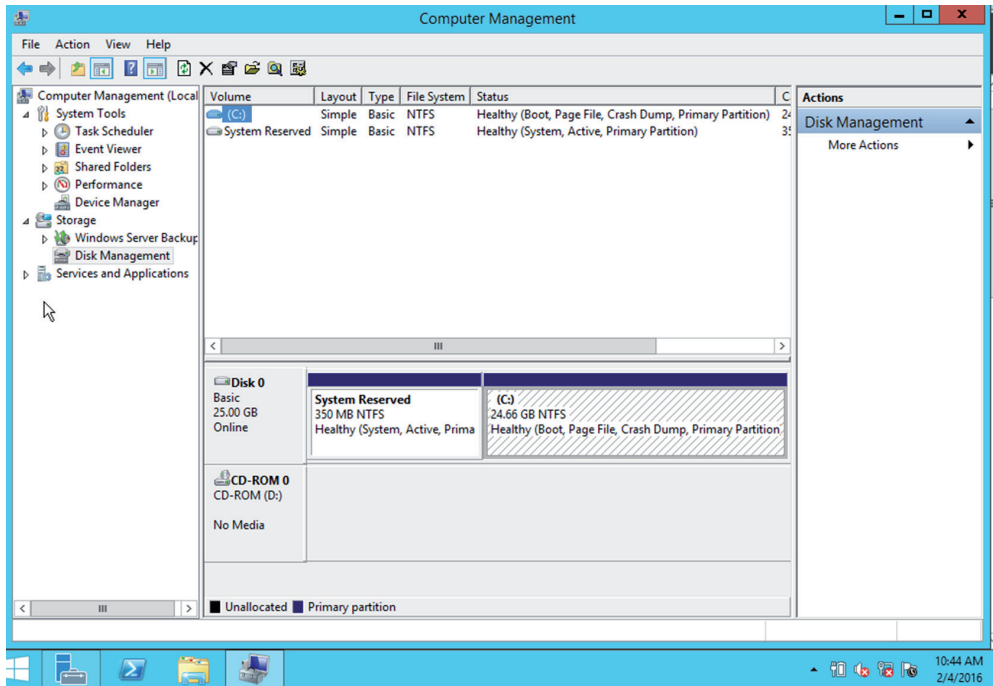 Computer Management
File Action View Help
Computer Management (Local
System Tools
Task Scheduler
Event Viewer
Shared Folders
Performance
Device Manager
Storage
Windows Server Backup
Disk Management
Services and Applications
Volume Layout Type File System Status C
(C:) Simple Basic NTFS Healthy (Boot, Page File, Crash Dump, Primary Partition) 24
System Reserved Simple Basic NTFS Healthy (System, Active, Primary Partition) 35
Disk 0
Basic
25.00 GB
Online
System Reserved
350 MB NTFS
Healthy (System, Active, Prima
(C:)
24.66 GB NTFS
Healthy (Boot, Page File, Crash Dump, Primary Partition
CD-ROM 0
CD-ROM (D:)
No Media
Unallocated Primary partition
Actions
Disk Management
More Actions
10:44 AM
2/4/2016